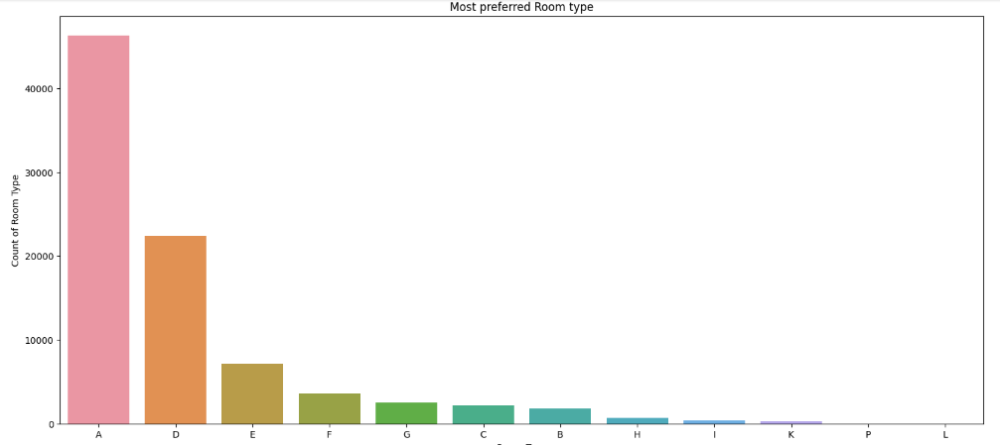 Most preferred Room type
Count of Room Type
40000
30000
20000
10000
0
A D E F G C B H I K P L